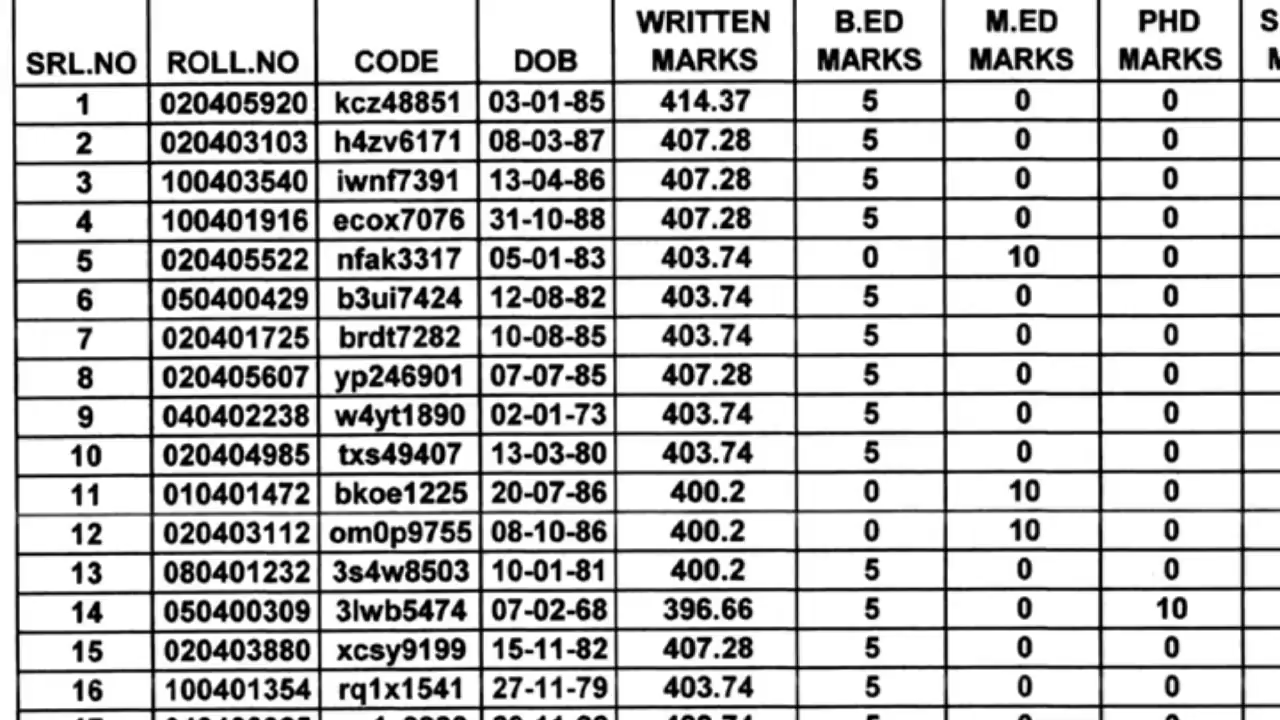 SRL.NO ROLL.NO CODE DOB WRITTEN MARKS B.ED MARKS M.ED MARKS PHD MARKS
1 020405920 kcz48851 03-01-85 414.37 5 0 0
2 020403103 h4zv6171 08-03-87 407.28 5 0 0
3 100403540 iwnf7391 13-04-86 407.28 5 0 0
4 100401916 ecox7076 31-10-88 407.28 5 0 0
5 020405522 nfak3317 05-01-83 403.74 0 10 0
6 050400429 b3ui7424 12-08-82 403.74 5 0 0
7 020401725 brdt7282 10-08-85 403.74 5 0 0
8 020405607 yp246901 07-07-85 407.28 5 0 0
9 040402238 w4yt1890 02-01-73 403.74 5 0 0
10 020404985 txs49407 13-03-80 403.74 5 0 0
11 010401472 bkoe1225 20-07-86 400.2 0 10 0
12 020403112 om0p9755 08-10-86 400.2 0 10 0
13 080401232 3s4w8503 10-01-81 400.2 5 0 0
14 050400309 3lwb5474 07-02-68 396.66 5 0 10
15 020403880 xcsy9199 15-11-82 407.28 5 0 0
16 100401354 rq1x1541 27-11-79 403.74 5 0 0